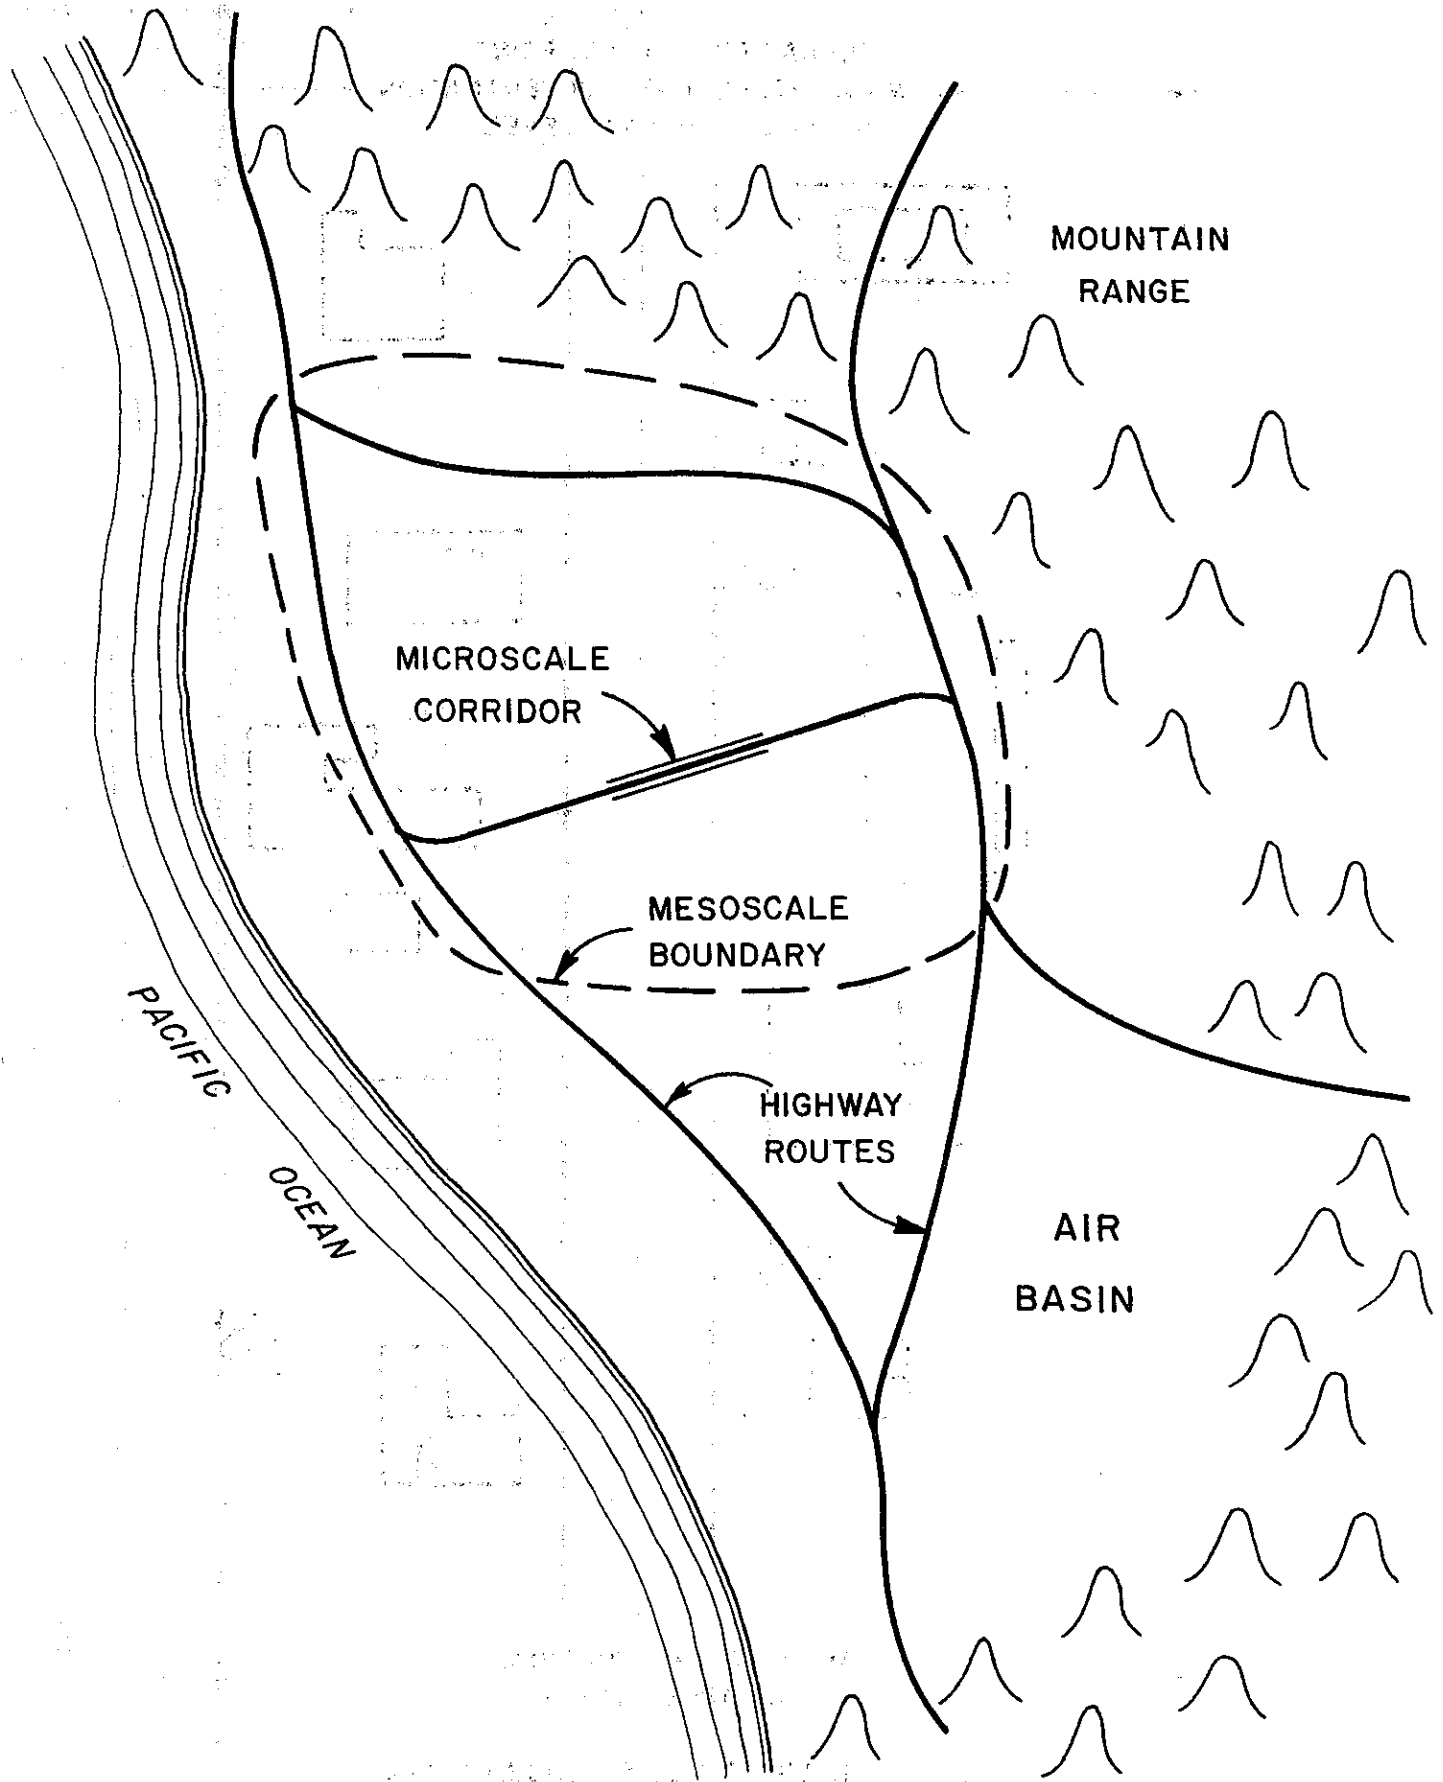 MOUNTAIN
RANGE
MICROSCALE
CORRIDOR
MESOSCALE
BOUNDARY
PACIFIC
OCEAN
HIGHWAY
ROUTES
AIR
BASIN